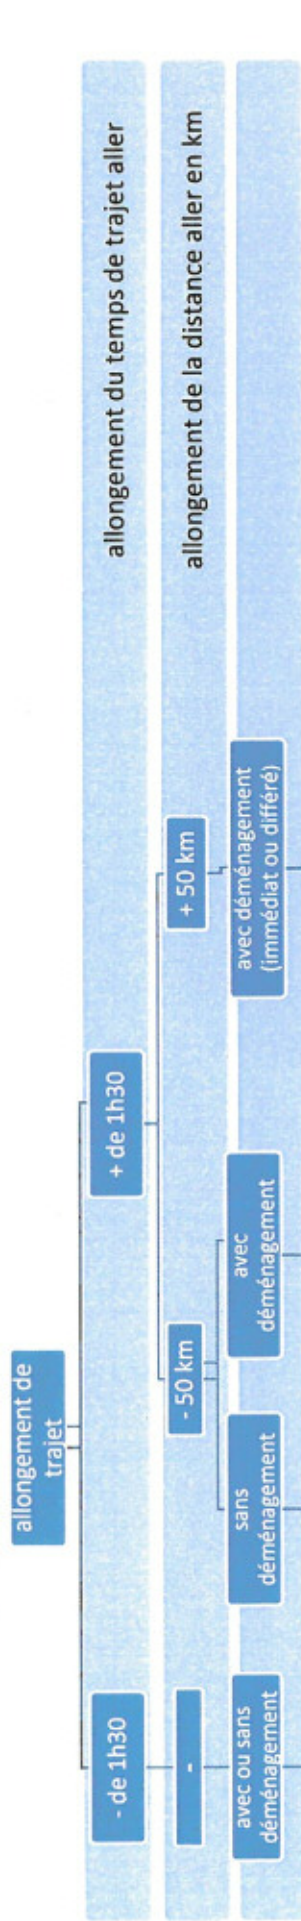 allongement de
trajet
- de 1h30
+ de 1h30
allongement du temps de trajet aller
-
- 50 km
+ 50 km
allongement de la distance aller en km
avec ou sans
déménagement
sans
déménagement
avec
déménagement
avec déménagement
(immédiat ou différé)